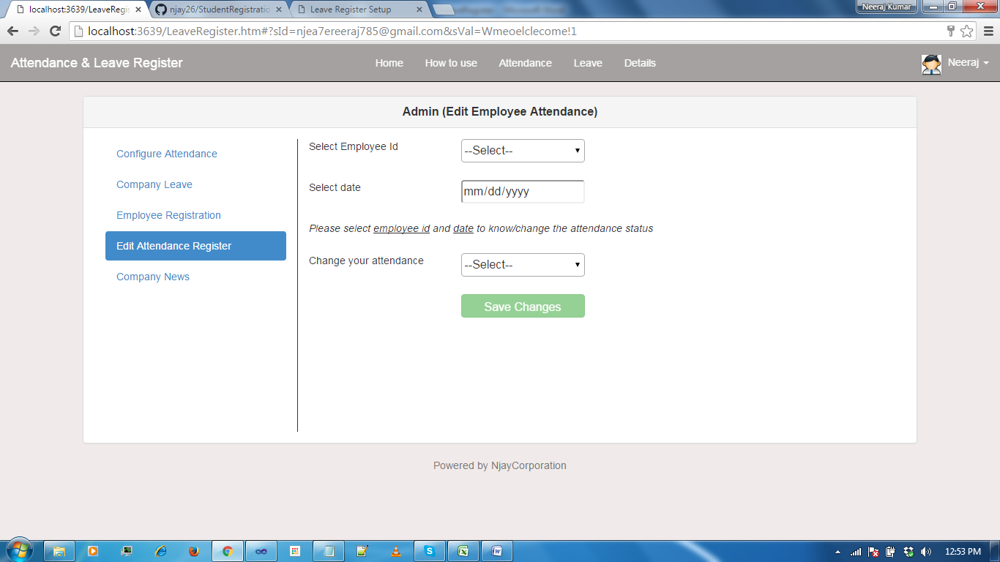 localhost:3639/LeaveRegis
njay26/StudentRegistratio
Leave Register Setup
Neeraj Kumar
localhost:3639/LeaveRegister.htm#?sId=njea7ereeraj785@gmail.com&sVal=Wmeoelclecome!1
Attendance & Leave Register
Home
How to use
Attendance
Leave
Details
Neeraj
Admin (Edit Employee Attendance)
Configure Attendance
Company Leave
Employee Registration
Edit Attendance Register
Company News
Select Employee Id
--Select--
Select date
mm/dd/yyyy
Please select employee id and date to know/change the attendance status
Change your attendance
--Select--
Save Changes
Powered by NjayCorporation
12:53 PM